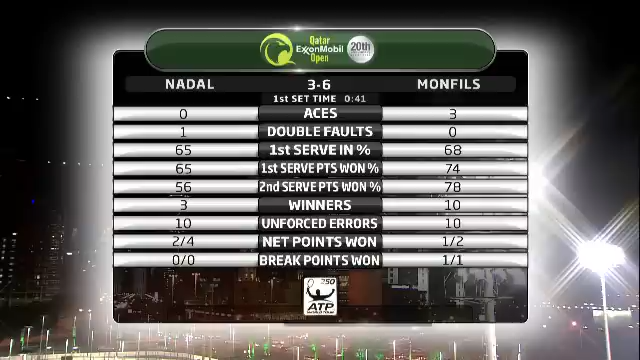 Qatar
ExxonMobil
Open
20th
NADAL 3-6 MONFILS
1st SET TIME 0:41
0 ACES 3
1 DOUBLE FAULTS 0
65 1st SERVE IN % 68
65 1st SERVE PTS WON % 74
56 2nd SERVE PTS WON % 78
3 WINNERS 10
10 UNFORCED ERRORS 10
2/4 NET POINTS WON 1/2
0/0 BREAK POINTS WON 1/1
250
ATP
WORLD TOUR